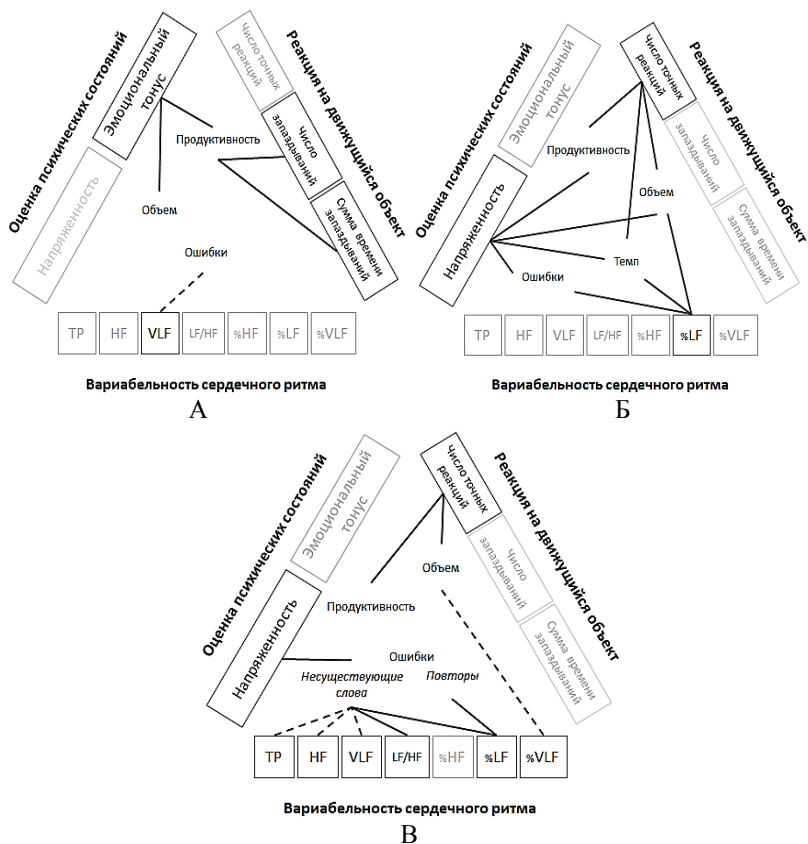 Оценка психических состояний
Эмоциональный
тонус
Напряженность
Реакция на движущийся объект
Число точных
реакций
Число
запаздываний
Сумма времени
запаздываний
Продуктивность
Объем
Ошибки
TP
HF
VLF
LF/HF
%HF
%LF
%VLF
Вариабельность сердечного ритма
А
Оценка психических состояний
Эмоциональный
тонус
Напряженность
Реакция на движущийся объект
Число точных
реакций
Число
запаздываний
Сумма времени
запаздываний
Продуктивность
Объем
Темп
Ошибки
TP
HF
VLF
LF/HF
%HF
%LF
%VLF
Вариабельность сердечного ритма
Б
Оценка психических состояний
Эмоциональный
тонус
Напряженность
Реакция на движущийся объект
Число точных
реакций
Число
запаздываний
Сумма времени
запаздываний
Объем
Продуктивность
Ошибки
Несуществующие
слова
Повторы
TP
HF
VLF
LF/HF
%HF
%LF
%VLF
Вариабельность сердечного ритма
В